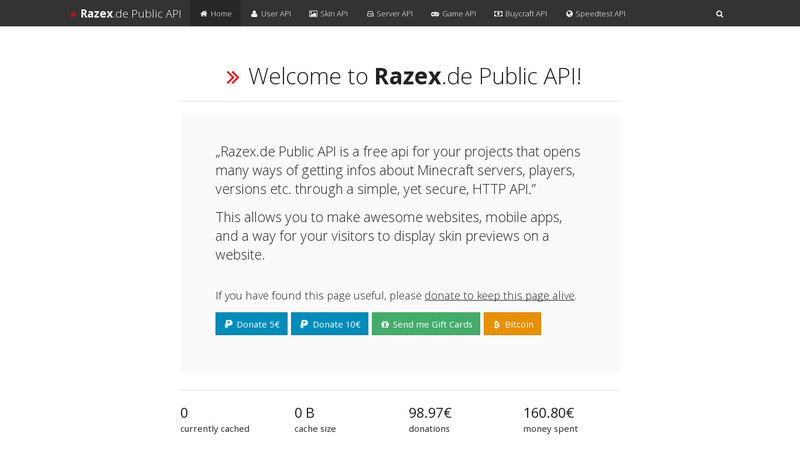 Razex.de Public API
Home
User API
Skin API
Server API
Game API
Buycraft API
Speedtest API
Welcome to Razex.de Public API!
„Razex.de Public API is a free api for your projects that opens
many ways of getting infos about Minecraft servers, players,
versions etc. through a simple, yet secure, HTTP API.”
This allows you to make awesome websites, mobile apps,
and a way for your visitors to display skin previews on a
website.
If you have found this page useful, please donate to keep this page alive.
Donate 5€
Donate 10€
Send me Gift Cards
Bitcoin
0
currently cached
0 B
cache size
98.97€
donations
160.80€
money spent